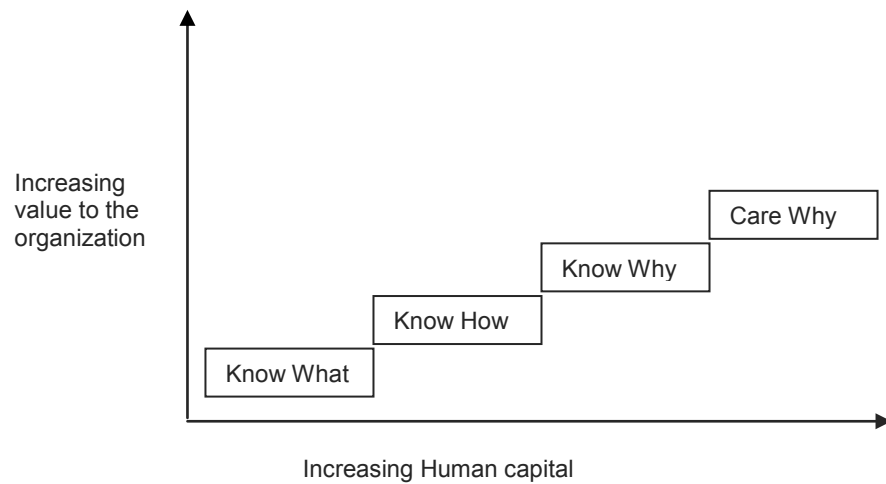 Increasing
value to the
organization
Care Why
Know Why
Know How
Know What
Increasing Human capital